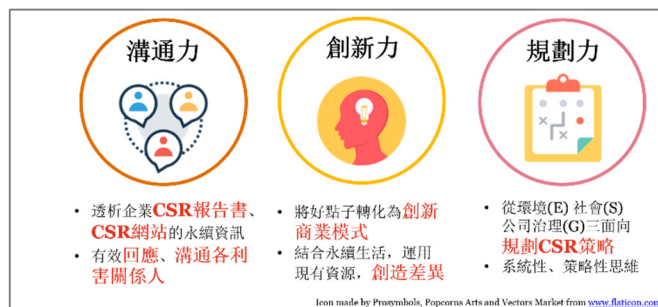 溝通力
• 透析企業CSR報告書、
CSR網站的永續資訊
• 有效回應、溝通各利
害關係人
創新力
• 將好點子轉化為創新
商業模式
• 結合永續生活，運用
現有資源，創造差異
規劃力
• 從環境(E) 社會(S)
公司治理(G)三面向
規劃CSR策略
• 系統性、策略性思維
Icon made by Prosymbols, Popcorns Arts and Vectors Market from www.flaticon.com